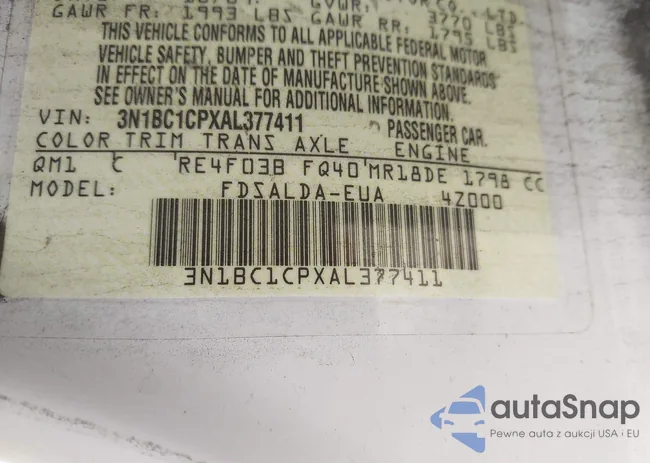 GVWR:
GAWR FR: 1993 LBS GAWR RR: 1795 LBS
3770 LBS
THIS VEHICLE CONFORMS TO ALL APPLICABLE FEDERAL MOTOR
VEHICLE SAFETY, BUMPER AND THEFT PREVENTION STANDARDS
IN EFFECT ON THE DATE OF MANUFACTURE SHOWN ABOVE.
SEE OWNER'S MANUAL FOR ADDITIONAL INFORMATION.
VIN: 3N1BC1CPXAL377411 PASSENGER CAR.
COLOR TRIM TRANS AXLE ENGINE
QM1 C RE4F03B FQ40 MR18DE 1798 CC
MODEL: FDSALDA-EUA 4Z000
3N1BC1CPXAL377411
autaSnap
Pewne auta z aukcji USA i EU